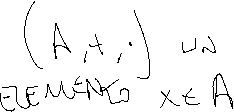 (A, +, ·) UN
ELEMENTO x ∈ A